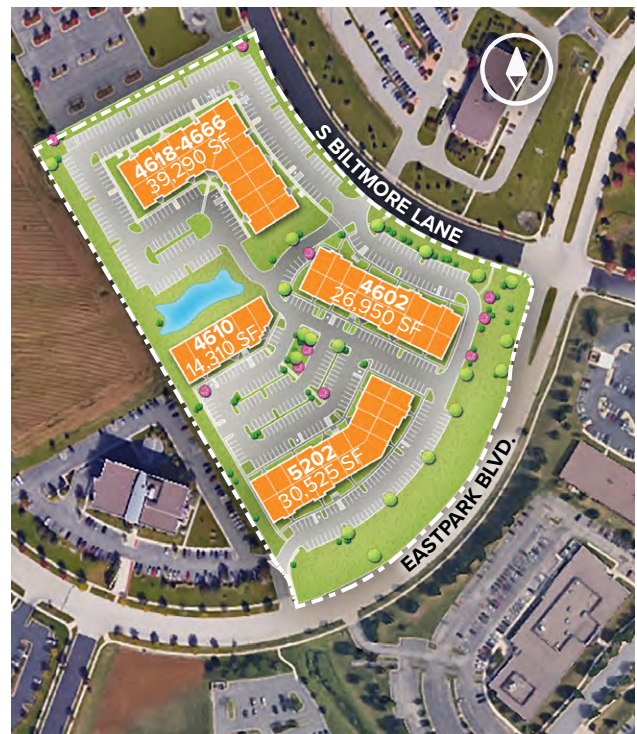 S BILTMORE LANE
4618-4666
39,290 SF
4602
26,950 SF
4610
14,310 SF
5202
30,525 SF
EASTPARK BLVD.